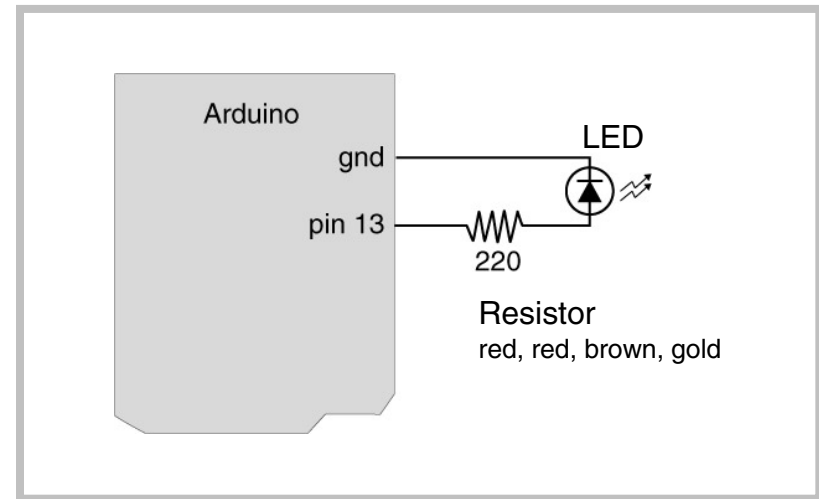 Arduino
LED
gnd
pin 13
220
Resistor
red, red, brown, gold